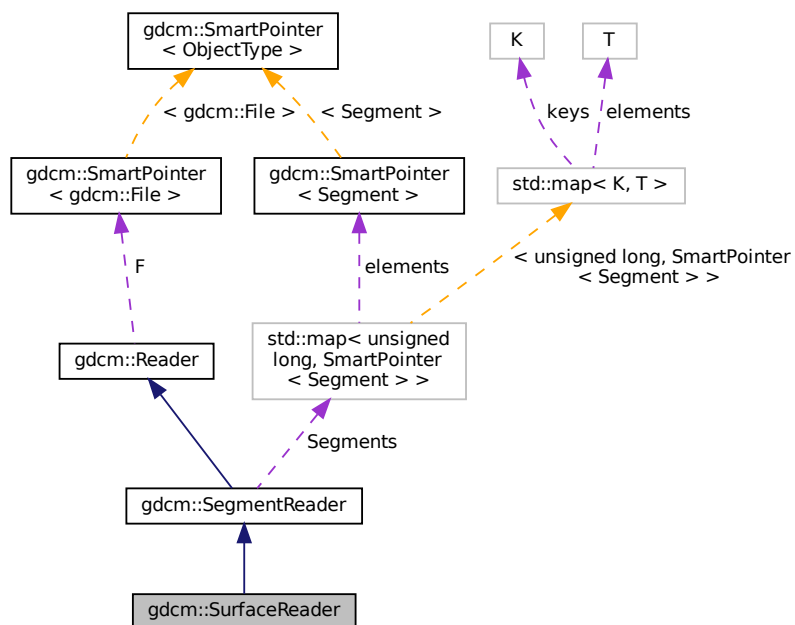 gdcm::SmartPointer
< ObjectType >
K
T
< gdcm::File >
< Segment >
keys
elements
gdcm::SmartPointer
< gdcm::File >
gdcm::SmartPointer
< Segment >
std::map< K, T >
F
elements
< unsigned long, SmartPointer
< Segment > >
gdcm::Reader
std::map< unsigned
long, SmartPointer
< Segment > >
Segments
gdcm::SegmentReader
gdcm::SurfaceReader